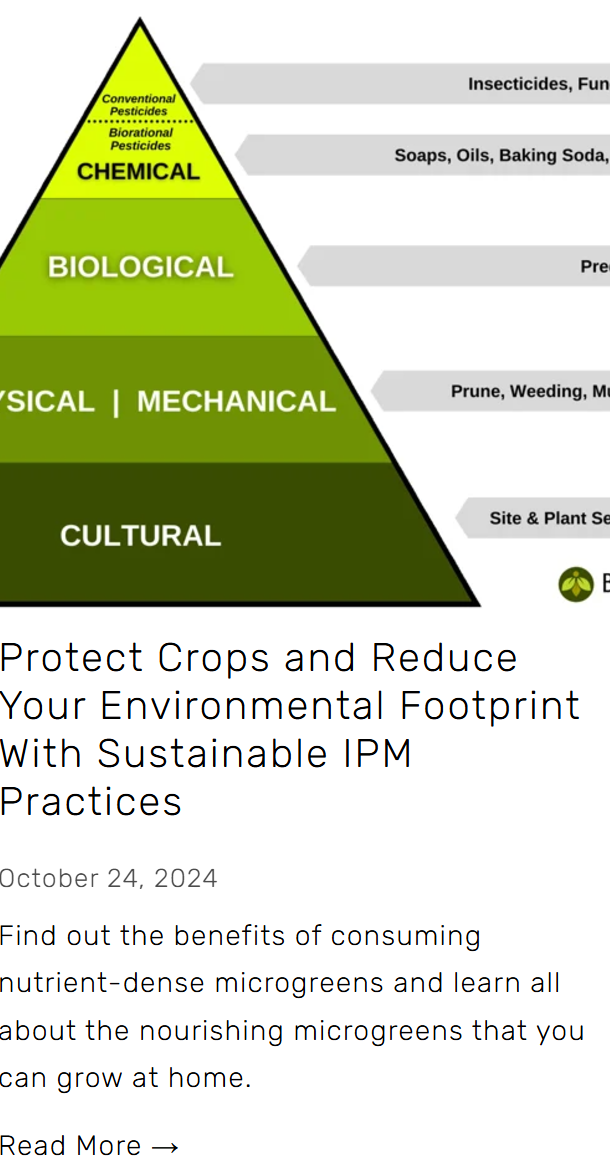 Conventional
Pesticides
Insecticides, Fun
Biorational
Pesticides
CHEMICAL
Soaps, Oils, Baking Soda,
BIOLOGICAL
Pre
YSICAL | MECHANICAL
Prune, Weeding, Mu
CULTURAL
Site & Plant Se
Protect Crops and Reduce
Your Environmental Footprint
With Sustainable IPM
Practices
October 24, 2024
Find out the benefits of consuming
nutrient-dense microgreens and learn all
about the nourishing microgreens that you
can grow at home.
Read More →